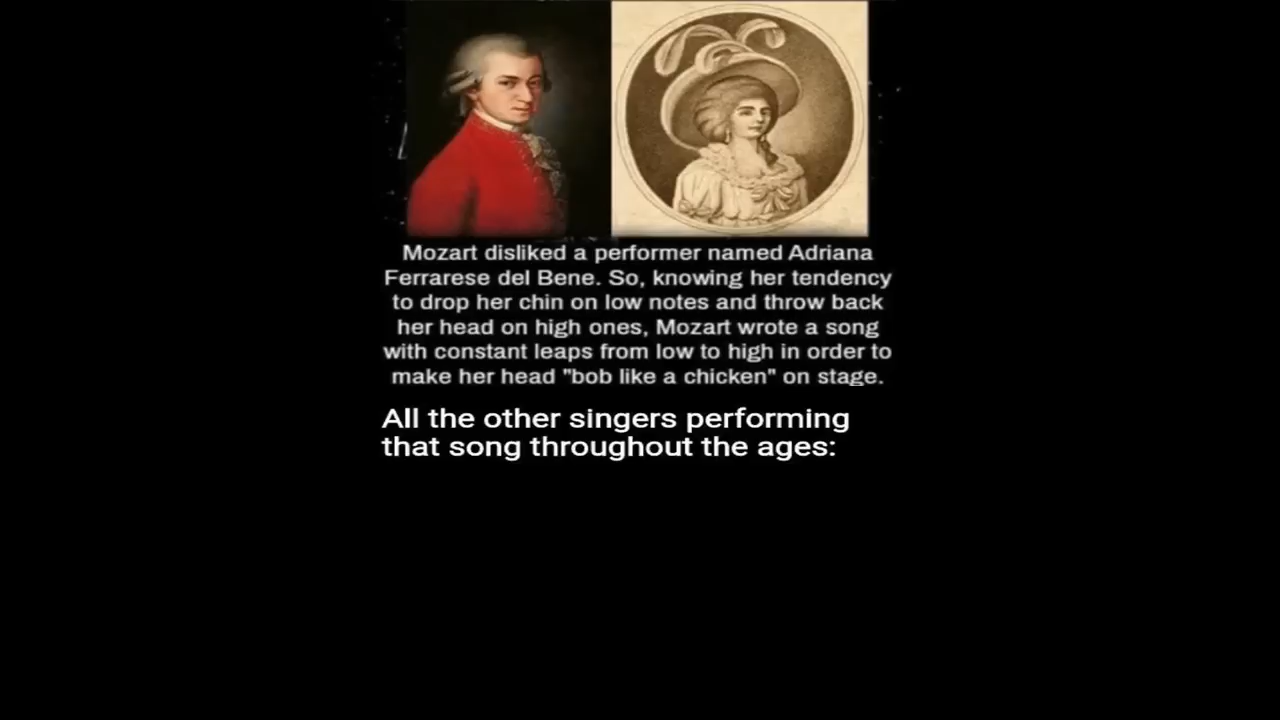 Mozart disliked a performer named Adriana
Ferrarese del Bene. So, knowing her tendency
to drop her chin on low notes and throw back
her head on high ones, Mozart wrote a song
with constant leaps from low to high in order to
make her head "bob like a chicken" on stage.
All the other singers performing
that song throughout the ages: